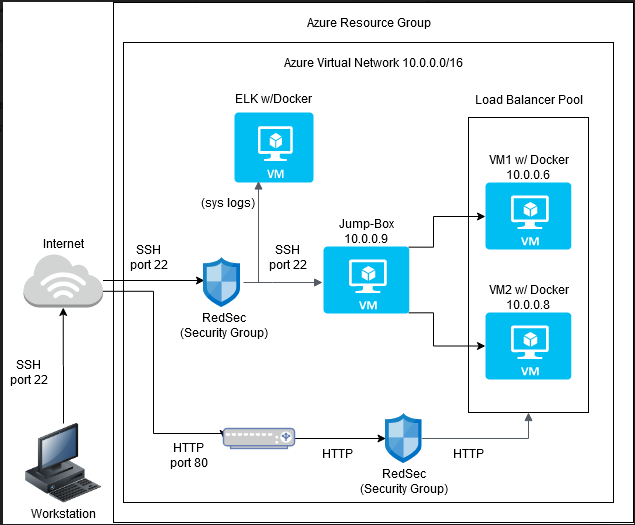 Azure Resource Group
Azure Virtual Network 10.0.0.0/16
ELK w/Docker
VM
(sys logs)
Load Balancer Pool
VM1 w/ Docker
10.0.0.6
VM
Jump-Box
10.0.0.9
VM
VM2 w/ Docker
10.0.0.8
VM
Internet
SSH
port 22
RedSec
(Security Group)
SSH
port 22
SSH
port 22
Workstation
HTTP
port 80
HTTP
RedSec
(Security Group)
HTTP